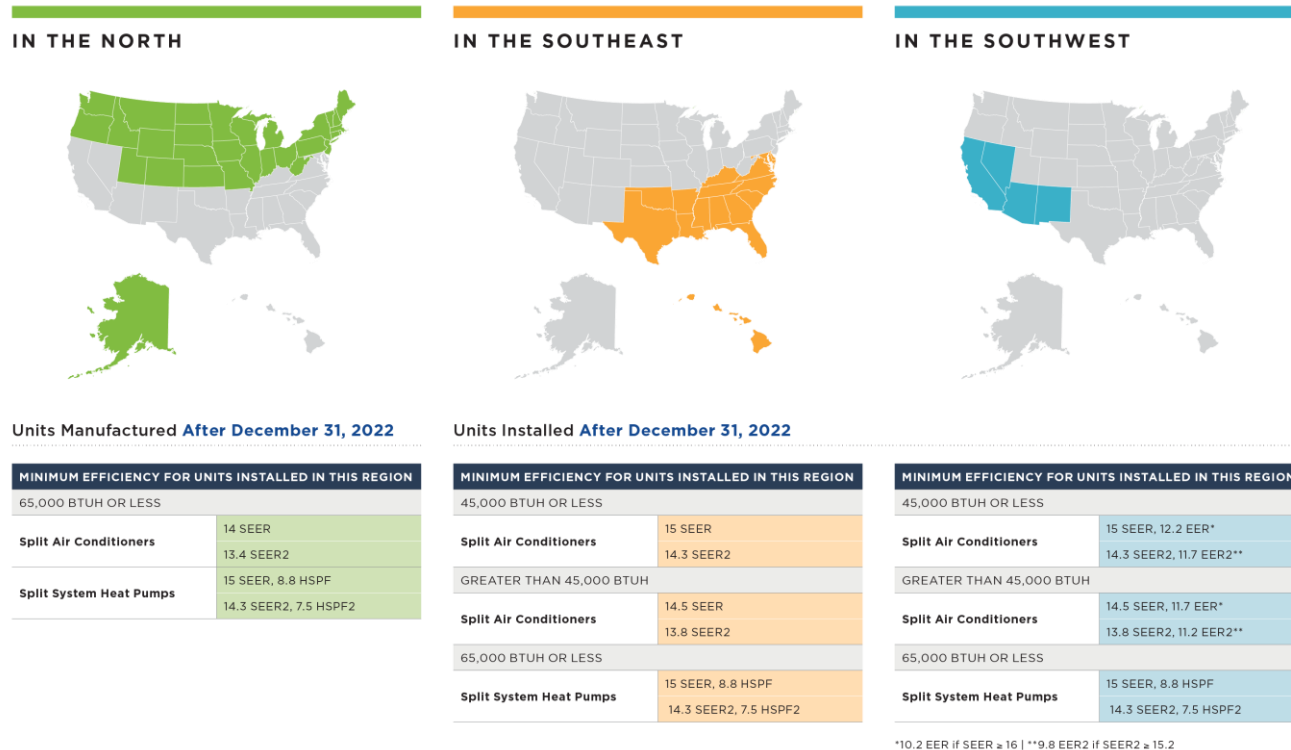 IN THE NORTH
Units Manufactured After December 31, 2022
MINIMUM EFFICIENCY FOR UNITS INSTALLED IN THIS REGION
65,000 BTUH OR LESS
Split Air Conditioners
14 SEER
13.4 SEER2
Split System Heat Pumps
15 SEER, 8.8 HSPF
14.3 SEER2, 7.5 HSPF2
IN THE SOUTHEAST
Units Installed After December 31, 2022
MINIMUM EFFICIENCY FOR UNITS INSTALLED IN THIS REGION
45,000 BTUH OR LESS
Split Air Conditioners
15 SEER
14.3 SEER2
GREATER THAN 45,000 BTUH
Split Air Conditioners
14.5 SEER
13.8 SEER2
65,000 BTUH OR LESS
Split System Heat Pumps
15 SEER, 8.8 HSPF
14.3 SEER2, 7.5 HSPF2
IN THE SOUTHWEST
MINIMUM EFFICIENCY FOR UNITS INSTALLED IN THIS REGION
45,000 BTUH OR LESS
Split Air Conditioners
15 SEER, 12.2 EER*
14.3 SEER2, 11.7 EER2**
GREATER THAN 45,000 BTUH
Split Air Conditioners
14.5 SEER, 11.7 EER*
13.8 SEER2, 11.2 EER2**
65,000 BTUH OR LESS
Split System Heat Pumps
15 SEER, 8.8 HSPF
14.3 SEER2, 7.5 HSPF2
*10.2 EER if SEER ≥ 16 | **9.8 EER2 if SEER2 ≥ 15.2